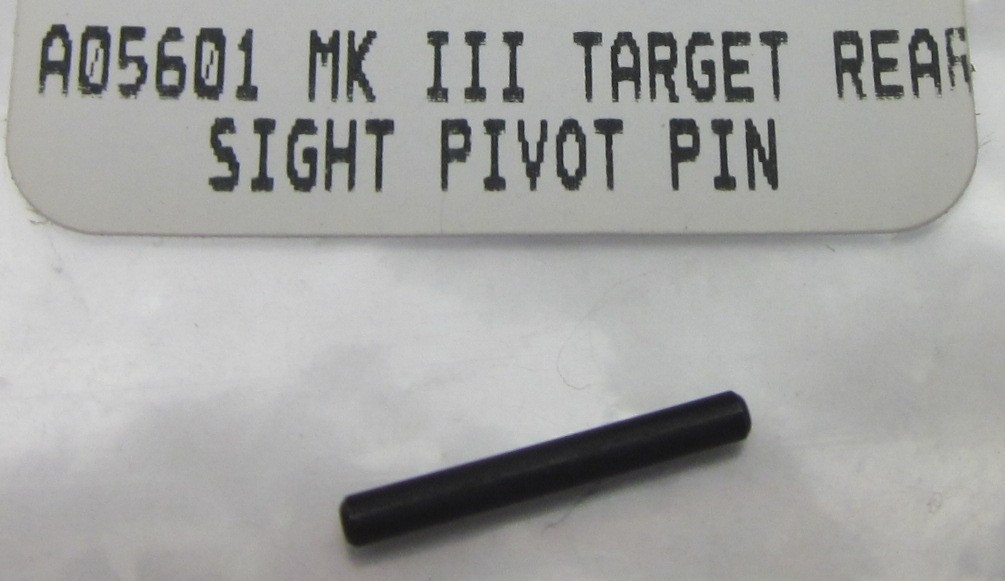 A05601 MK III TARGET REAR
SIGHT PIVOT PIN